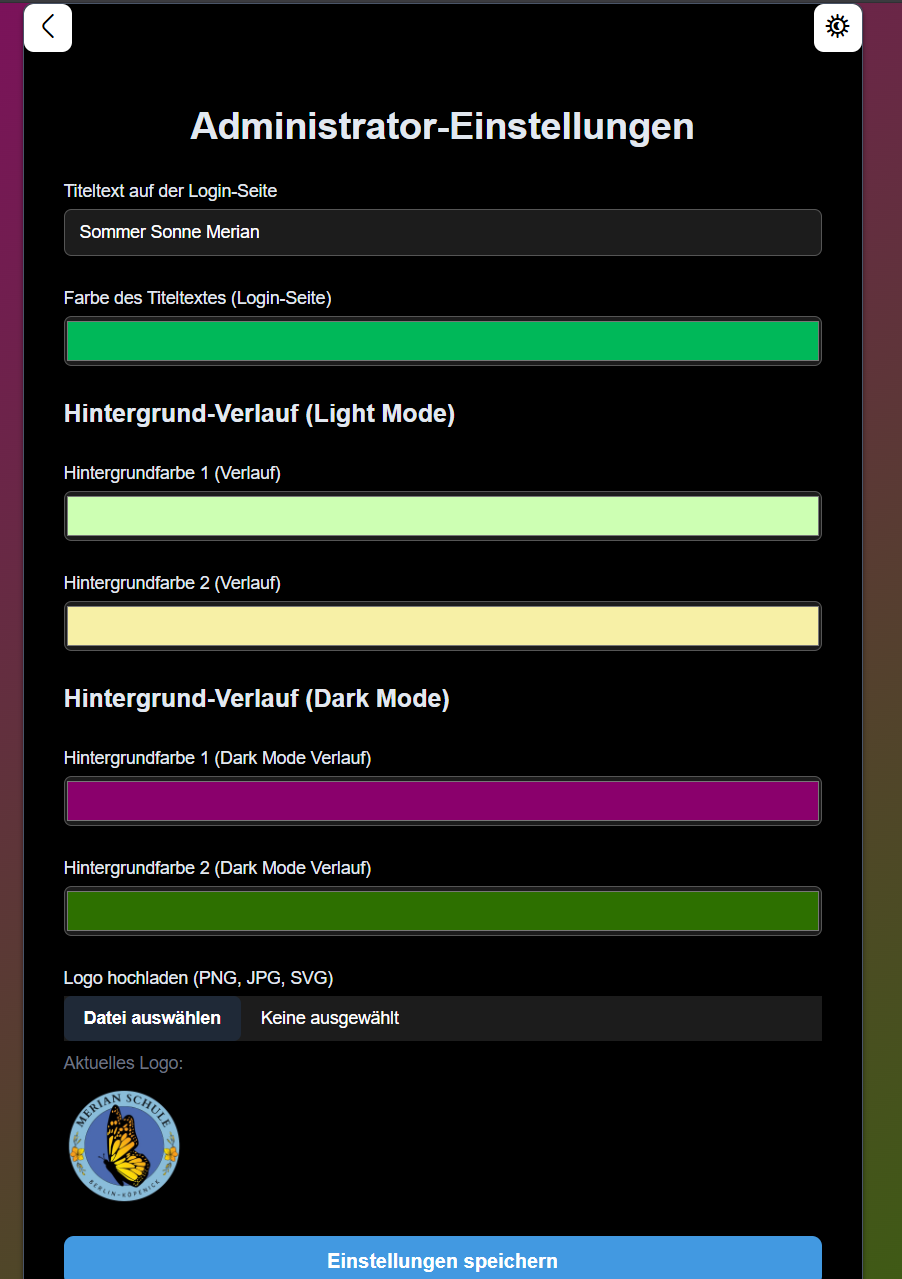 Administrator-Einstellungen
Titeltext auf der Login-Seite
Sommer Sonne Merian
Farbe des Titeltextes (Login-Seite)
Hintergrund-Verlauf (Light Mode)
Hintergrundfarbe 1 (Verlauf)
Hintergrundfarbe 2 (Verlauf)
Hintergrund-Verlauf (Dark Mode)
Hintergrundfarbe 1 (Dark Mode Verlauf)
Hintergrundfarbe 2 (Dark Mode Verlauf)
Logo hochladen (PNG, JPG, SVG)
Datei auswählen Keine ausgewählt
Aktuelles Logo:
MERIAN SCHULE
BERLIN-KÖPENICK
Einstellungen speichern